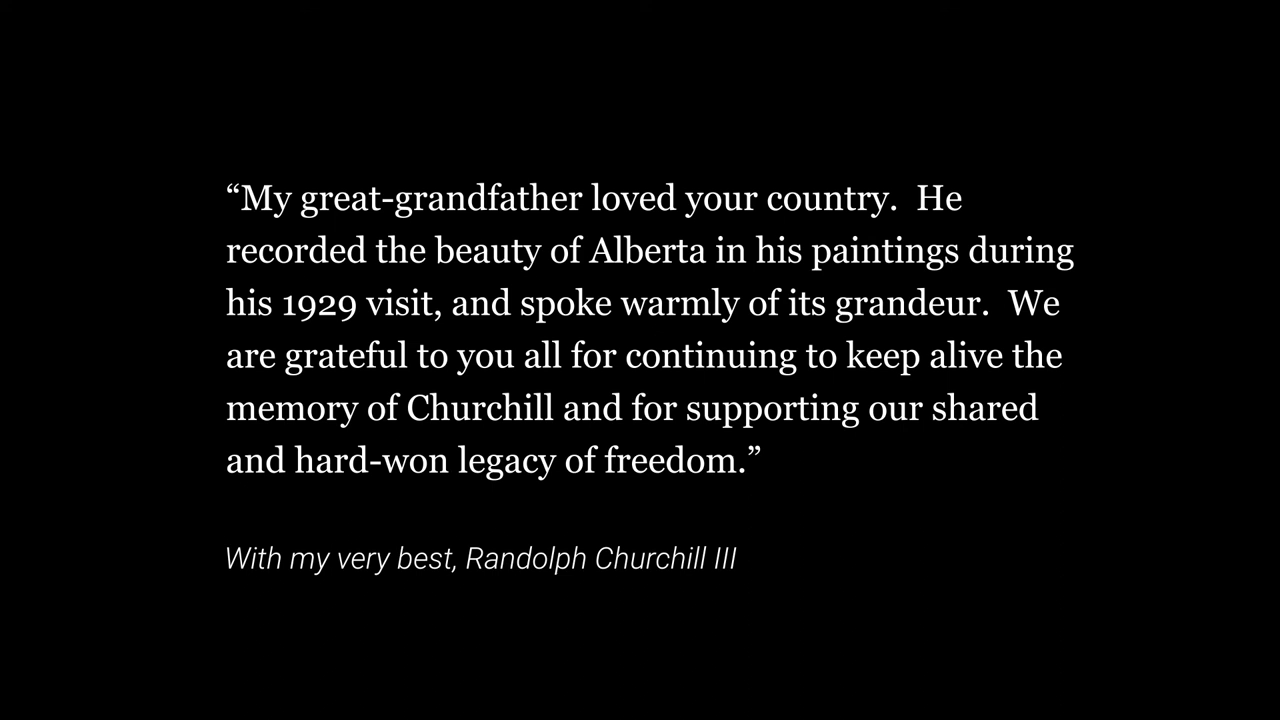 “My great-grandfather loved your country.  He
recorded the beauty of Alberta in his paintings during
his 1929 visit, and spoke warmly of its grandeur.  We
are grateful to you all for continuing to keep alive the
memory of Churchill and for supporting our shared
and hard-won legacy of freedom.”
With my very best, Randolph Churchill III